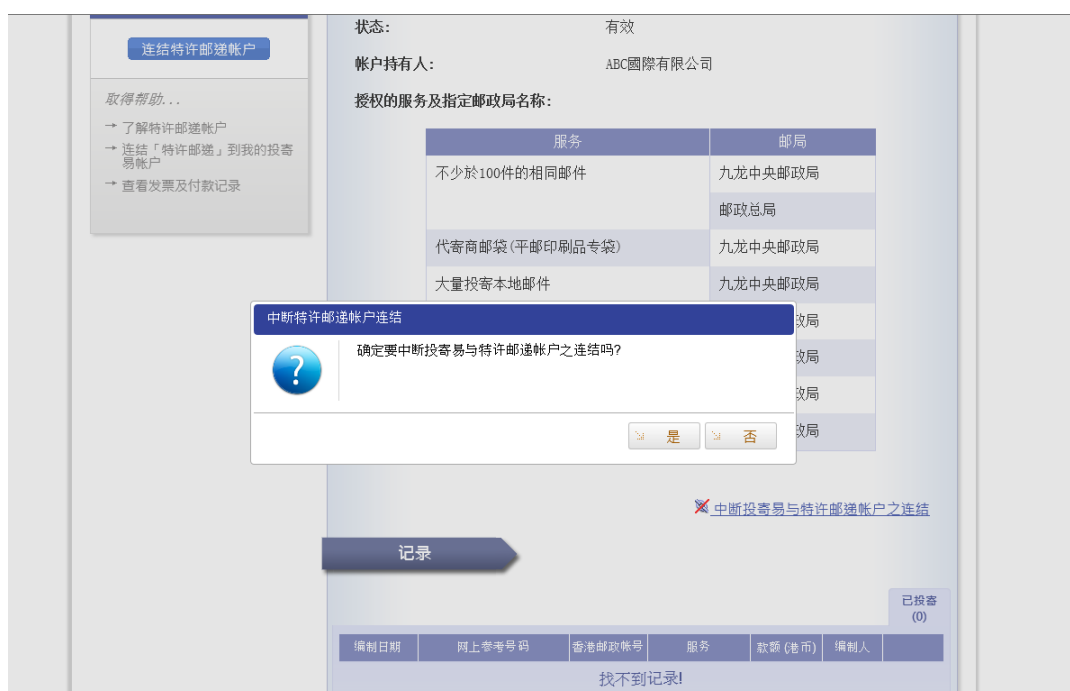 连结特许邮递帐户
取得帮助...
→ 了解特许邮递帐户
→ 连结「特许邮递」到我的投寄
易帐户
→ 查看发票及付款记录
状态: 有效
帐户持有人: ABC國際有限公司
授权的服务及指定邮政局名称:
服务 邮局
不少於100件的相同邮件 九龙中央邮政局
邮政总局
代寄商邮袋(平邮印刷品专袋) 九龙中央邮政局
大量投寄本地邮件 九龙中央邮政局
政局
政局
政局
政局
中断特许邮递帐户连结
确定要中断投寄易与特许邮递帐户之连结吗?
是 否
中断投寄易与特许邮递帐户之连结
记录
已投寄
(0)
编制日期 网上参考号码 香港邮政帐号 服务 款额 (港币) 编制人
找不到记录!